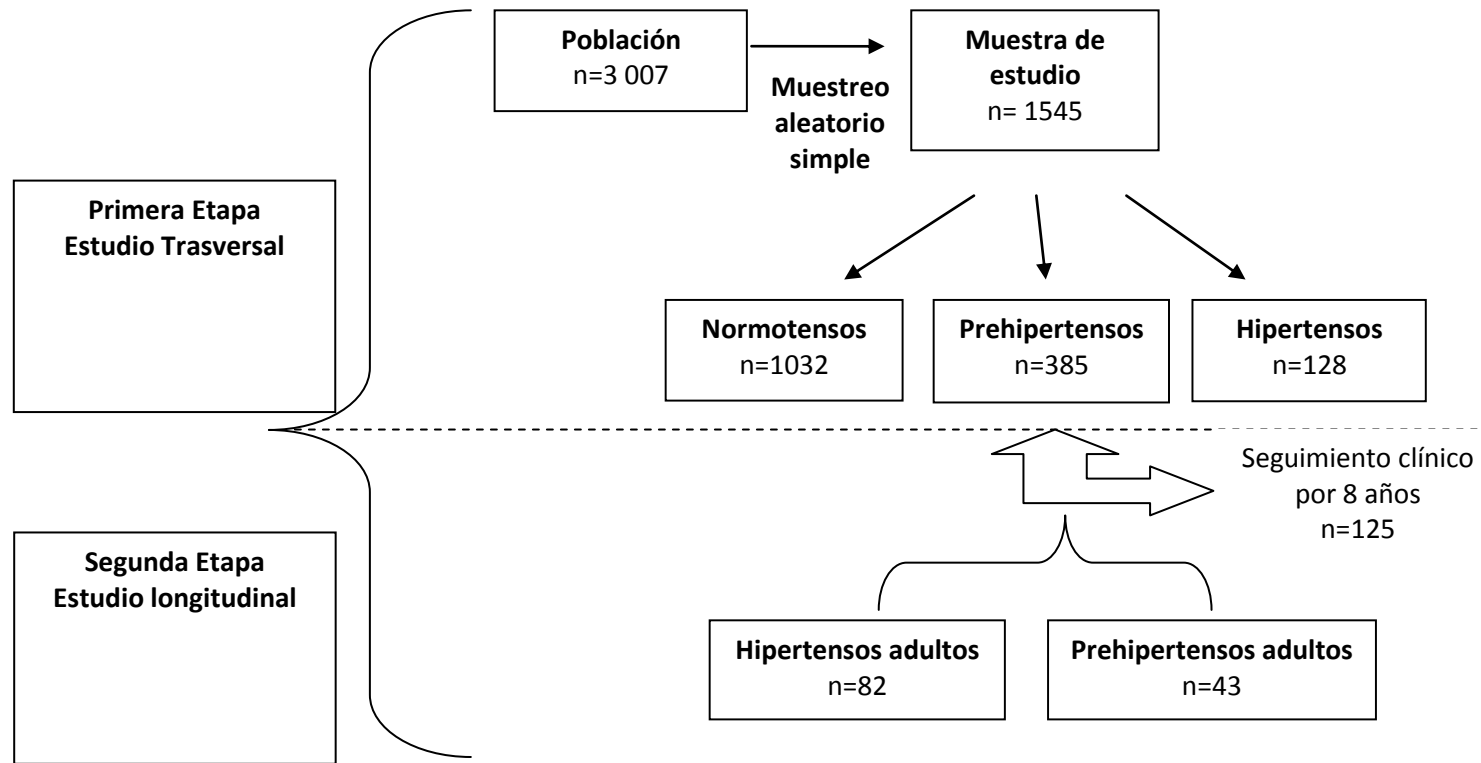 Población
n=3 007
Muestreo
aleatorio
simple
Muestra de
estudio
n= 1545
Primera Etapa
Estudio Trasversal
Normotensos
n=1032
Prehipertensos
n=385
Hipertensos
n=128
Seguimiento clínico
por 8 años
n=125
Segunda Etapa
Estudio longitudinal
Hipertensos adultos
n=82
Prehipertensos adultos
n=43